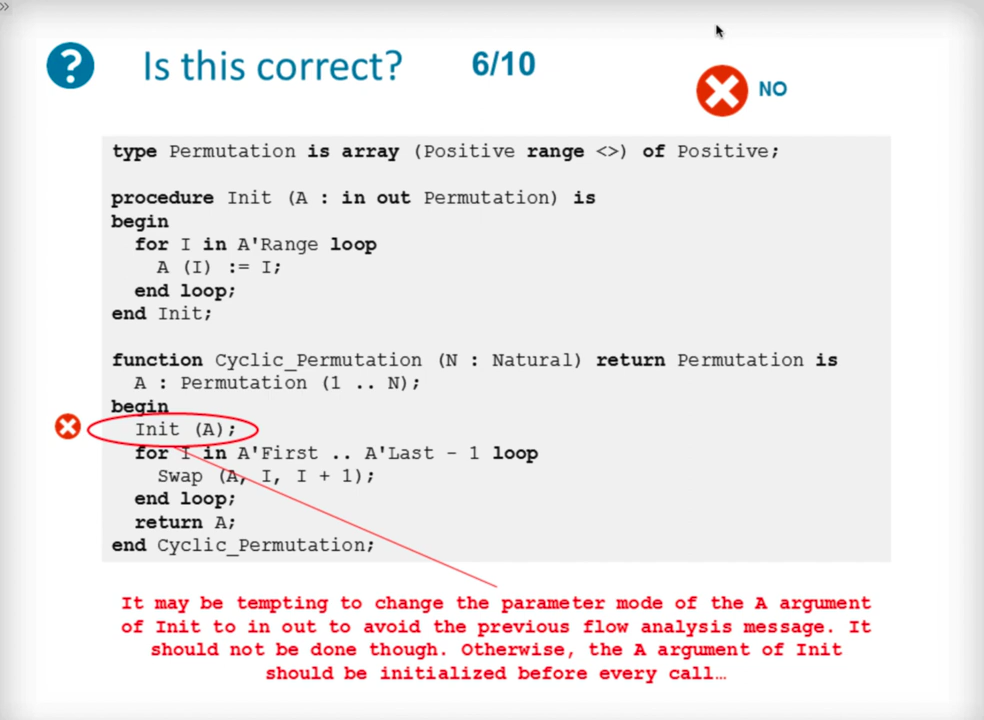 »
? Is this correct? 6/10
NO
type Permutation is array (Positive range <>) of Positive;
procedure Init (A : in out Permutation) is
begin
for I in A'Range loop
A (I) := I;
end loop;
end Init;
function Cyclic_Permutation (N : Natural) return Permutation is
A : Permutation (1 .. N);
begin
Init (A);
for I in A'First .. A'Last - 1 loop
Swap (A, I, I + 1);
end loop;
return A;
end Cyclic_Permutation;
It may be tempting to change the parameter mode of the A argument
of Init to in out to avoid the previous flow analysis message. It
should not be done though. Otherwise, the A argument of Init
should be initialized before every call…